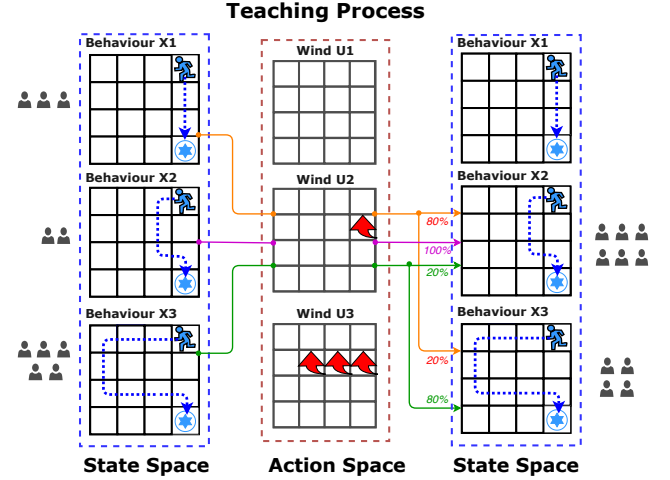 Teaching Process
Behaviour X1
Wind U1
Behaviour X1
Behaviour X2
Wind U2
Behaviour X2
80%
100%
20%
Behaviour X3
Wind U3
Behaviour X3
20%
80%
State Space
Action Space
State Space